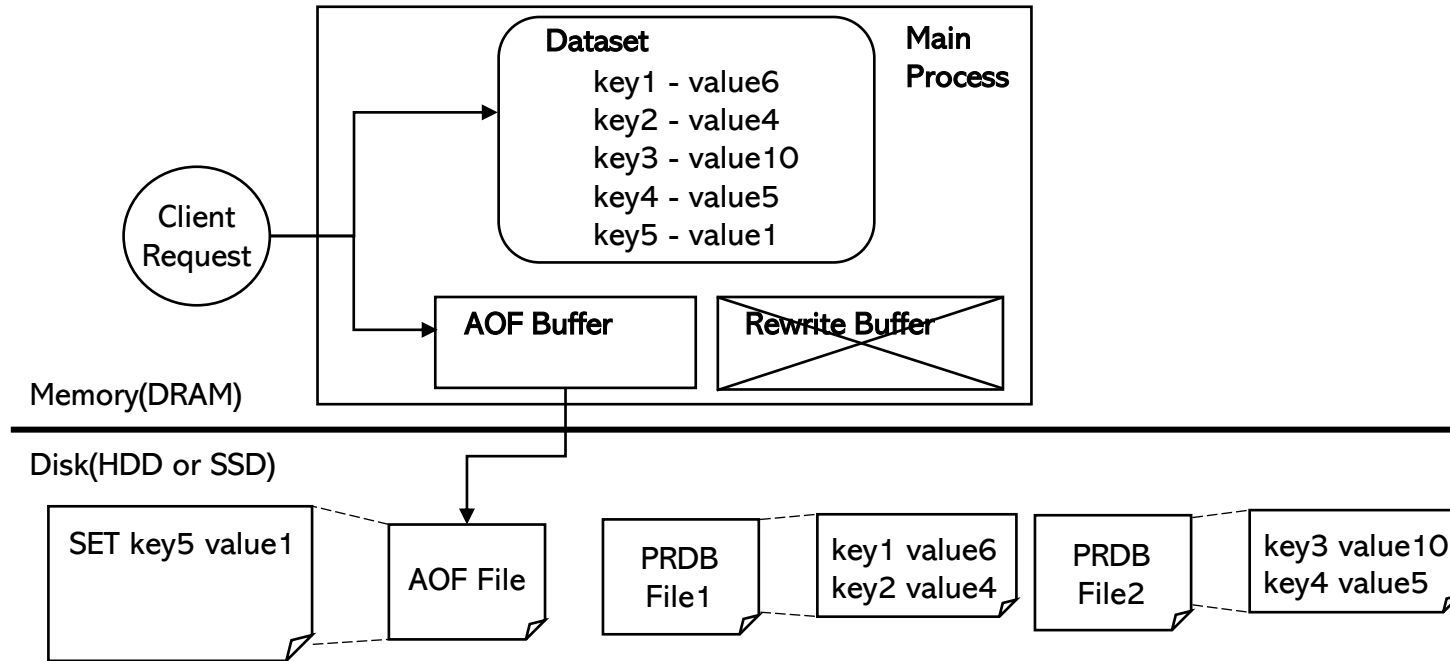 Dataset
key1 - value6
key2 - value4
key3 - value10
key4 - value5
key5 - value1
Main
Process
Client
Request
AOF Buffer
Rewrite Buffer
Memory(DRAM)
Disk(HDD or SSD)
SET key5 value1
AOF File
PRDB
File1
key1 value6
key2 value4
PRDB
File2
key3 value10
key4 value5